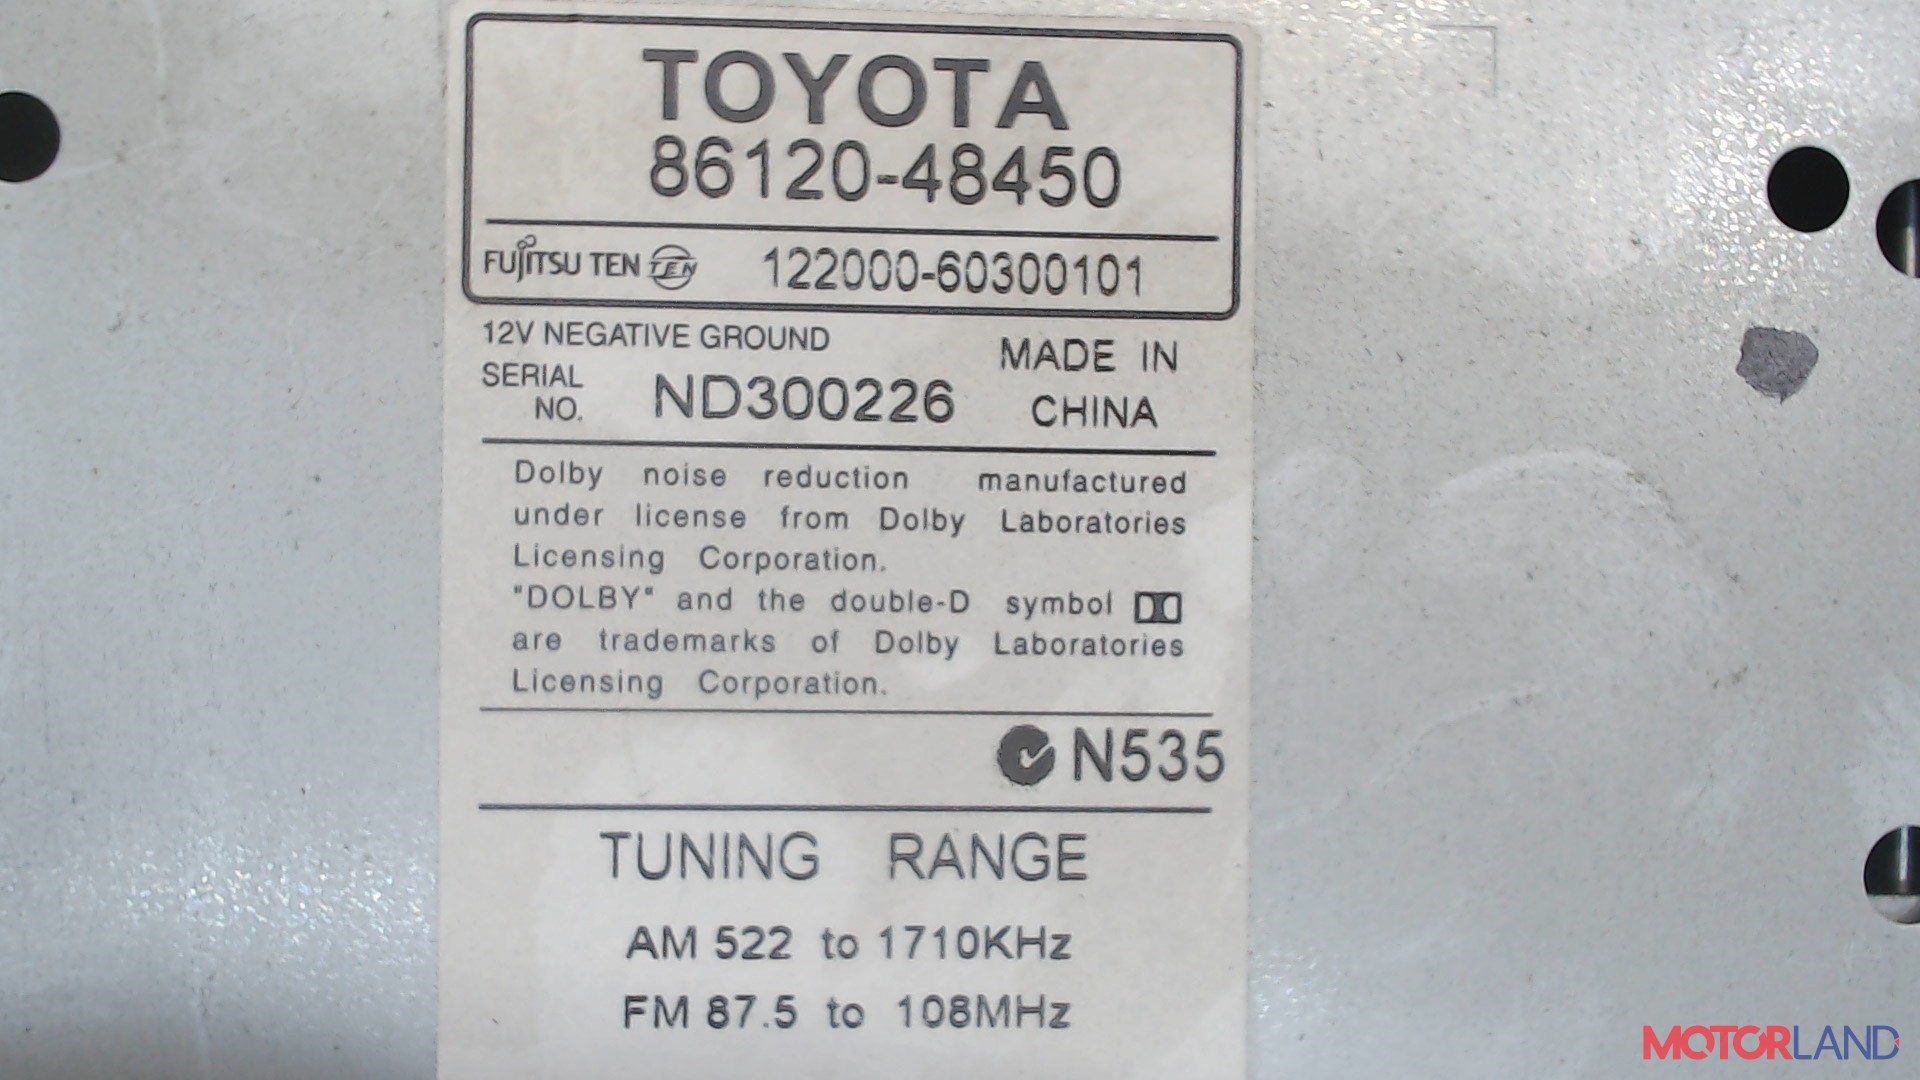 TOYOTA
86120-48450
FUJITSU TEN TEN 122000-60300101
12V NEGATIVE GROUND
SERIAL NO. ND300226
MADE IN CHINA
Dolby noise reduction manufactured
under license from Dolby Laboratories
Licensing Corporation.
"DOLBY" and the double-D symbol
are trademarks of Dolby Laboratories
Licensing Corporation.
N535
TUNING RANGE
AM 522 to 1710KHz
FM 87.5 to 108MHz
MOTORLAND